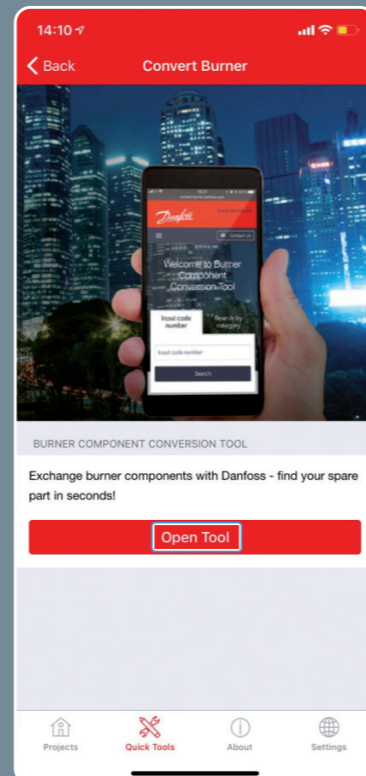 14:10
Back
Convert Burner
Danfoss
Contact us
Welcome to Burner
Component
Conversion Tool
Input code
number
Search by
category
Input code number
Search
BURNER COMPONENT CONVERSION TOOL
Exchange burner components with Danfoss - find your spare
part in seconds!
Open Tool
Projects
Quick Tools
About
Settings